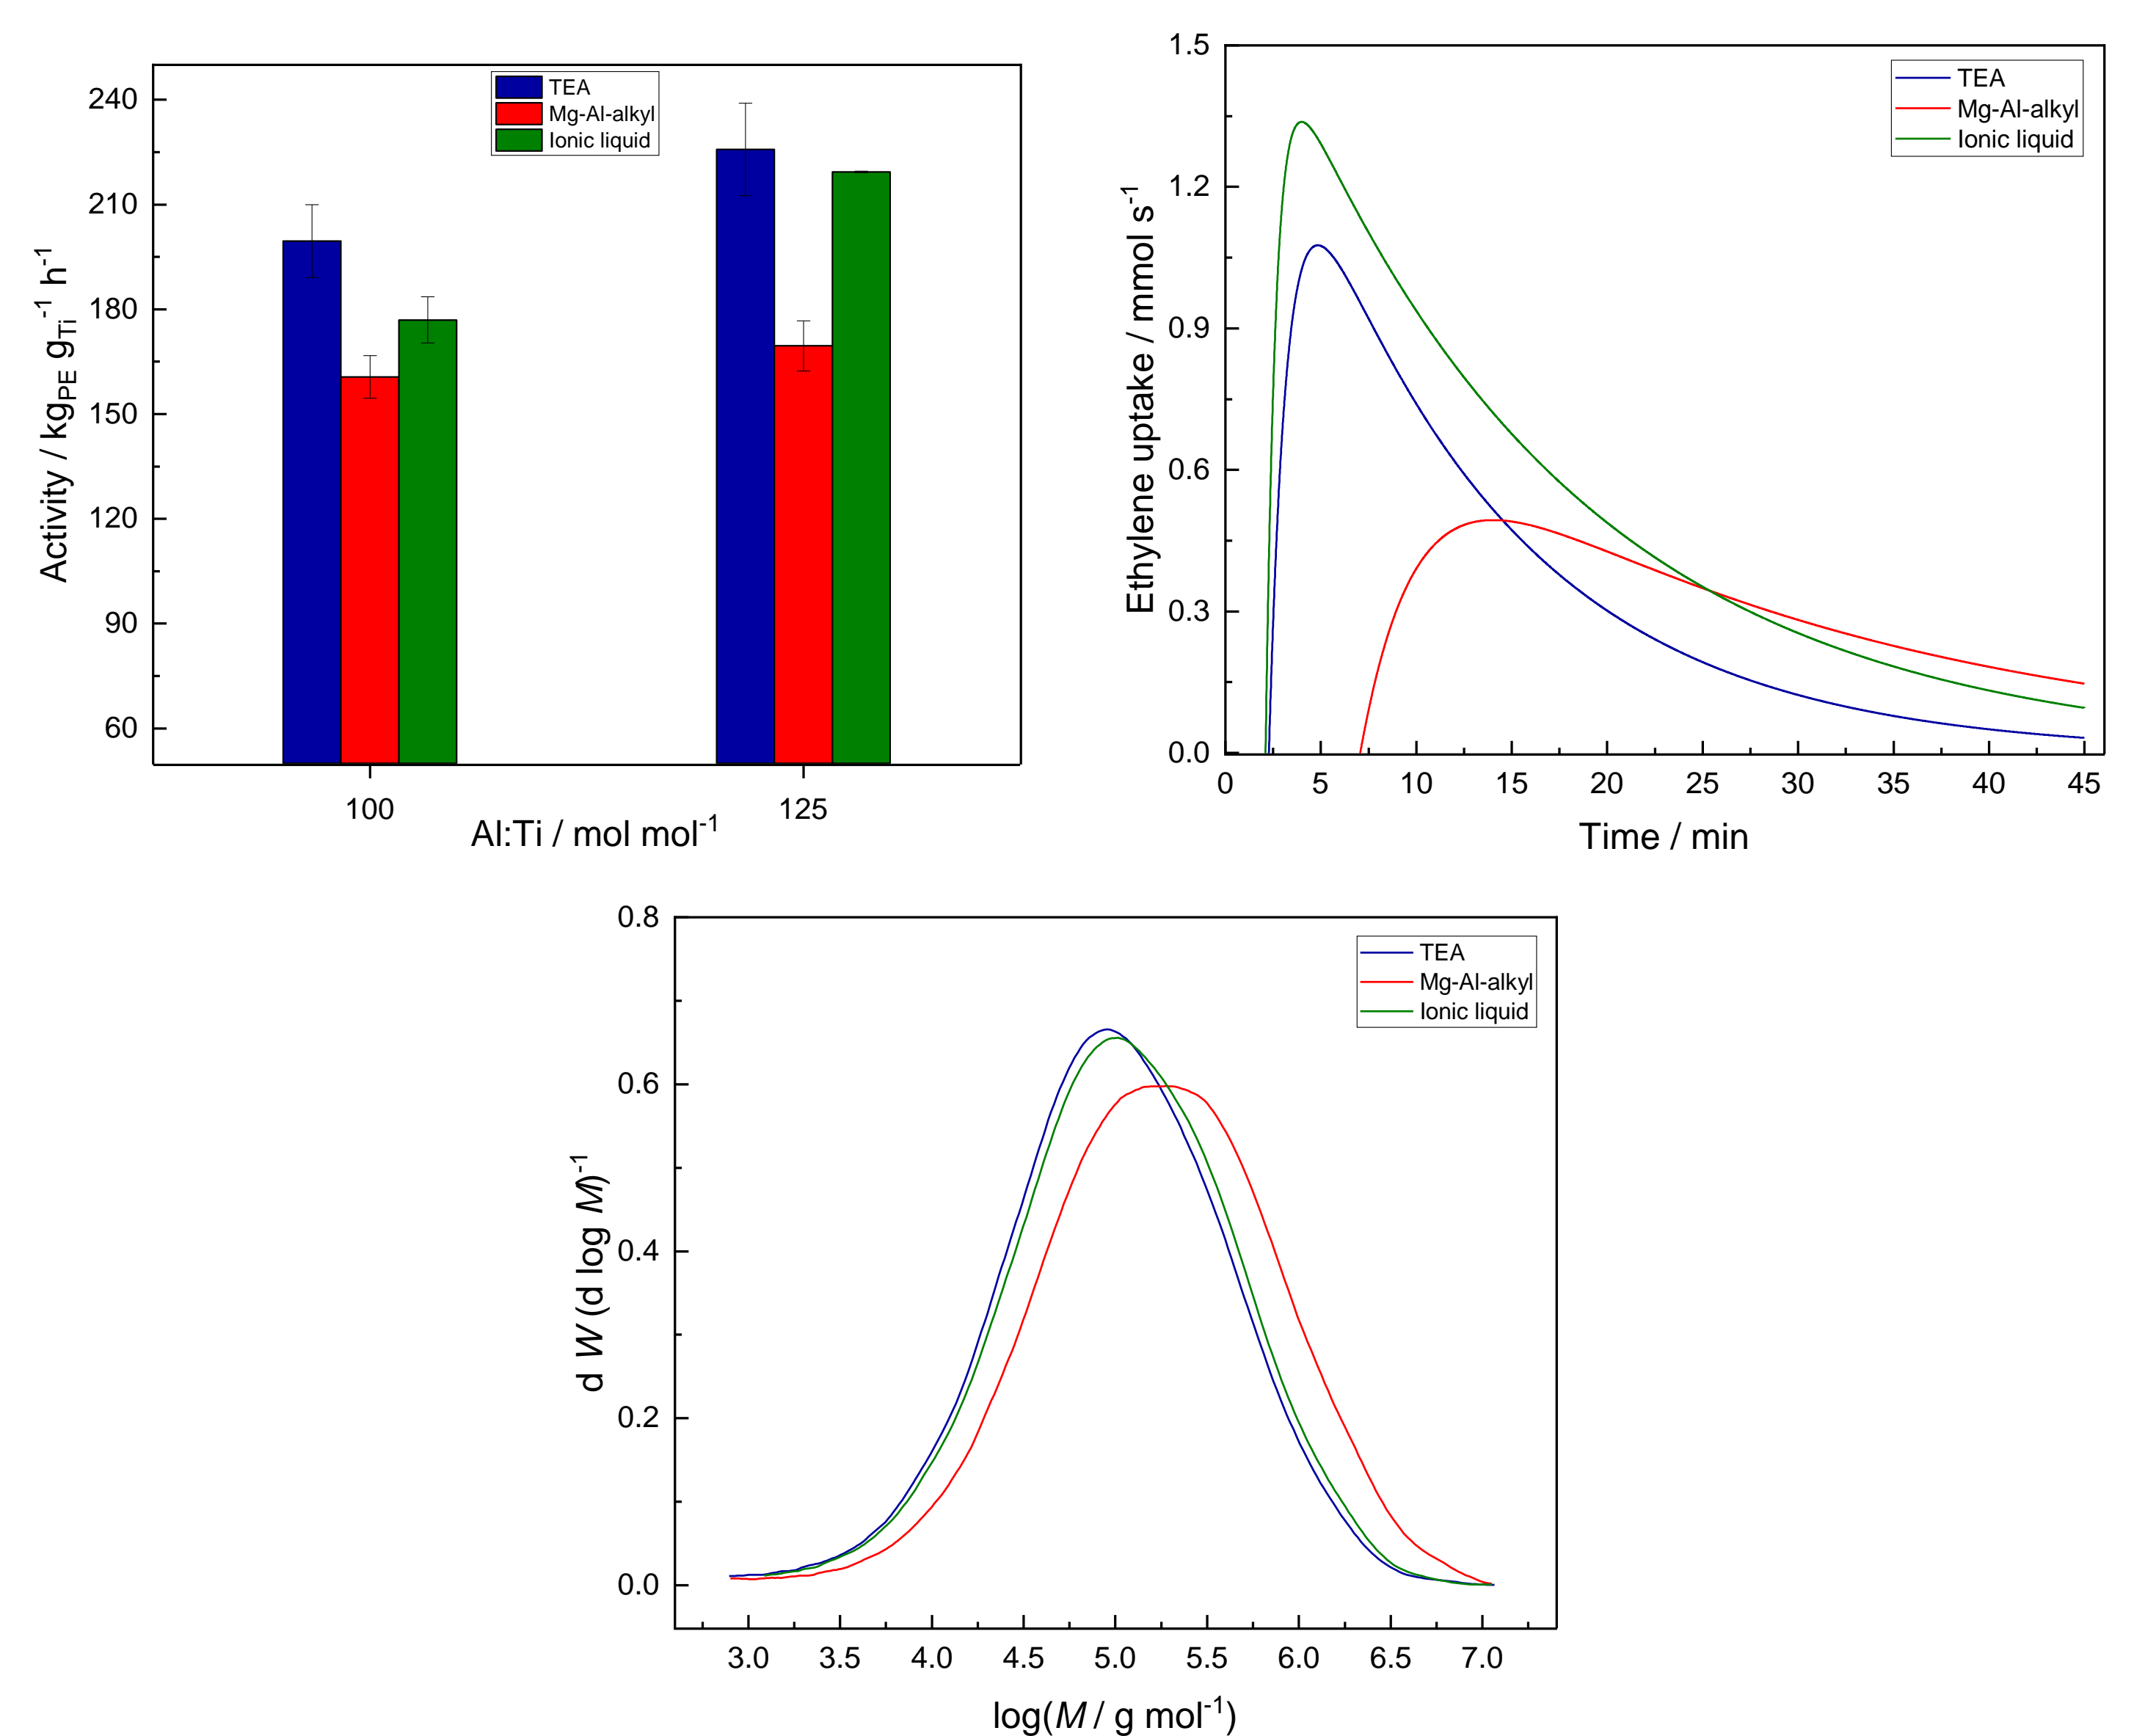 TEA
Mg-Al-alkyl
Ionic liquid
240
210
180
150
120
90
60
Activity / kg_PE g_Ti^-1 h^-1
100 125
Al:Ti / mol mol^-1
TEA
Mg-Al-alkyl
Ionic liquid
1.5
1.2
0.9
0.6
0.3
0.0
Ethylene uptake / mmol s^-1
0 5 10 15 20 25 30 35 40 45
Time / min
TEA
Mg-Al-alkyl
Ionic liquid
0.8
0.6
0.4
0.2
0.0
d W (d log M)^-1
3.0 3.5 4.0 4.5 5.0 5.5 6.0 6.5 7.0
log(M / g mol^-1)